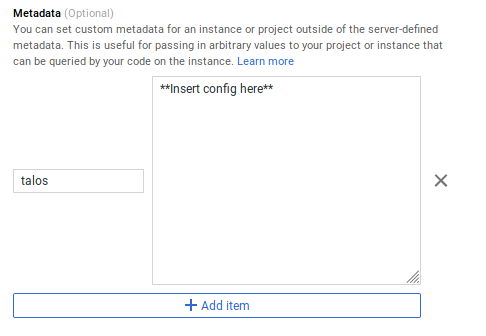 Metadata (Optional)
You can set custom metadata for an instance or project outside of the server-defined
metadata. This is useful for passing in arbitrary values to your project or instance that
can be queried by your code on the instance. Learn more
**Insert config here**
talos
Add item